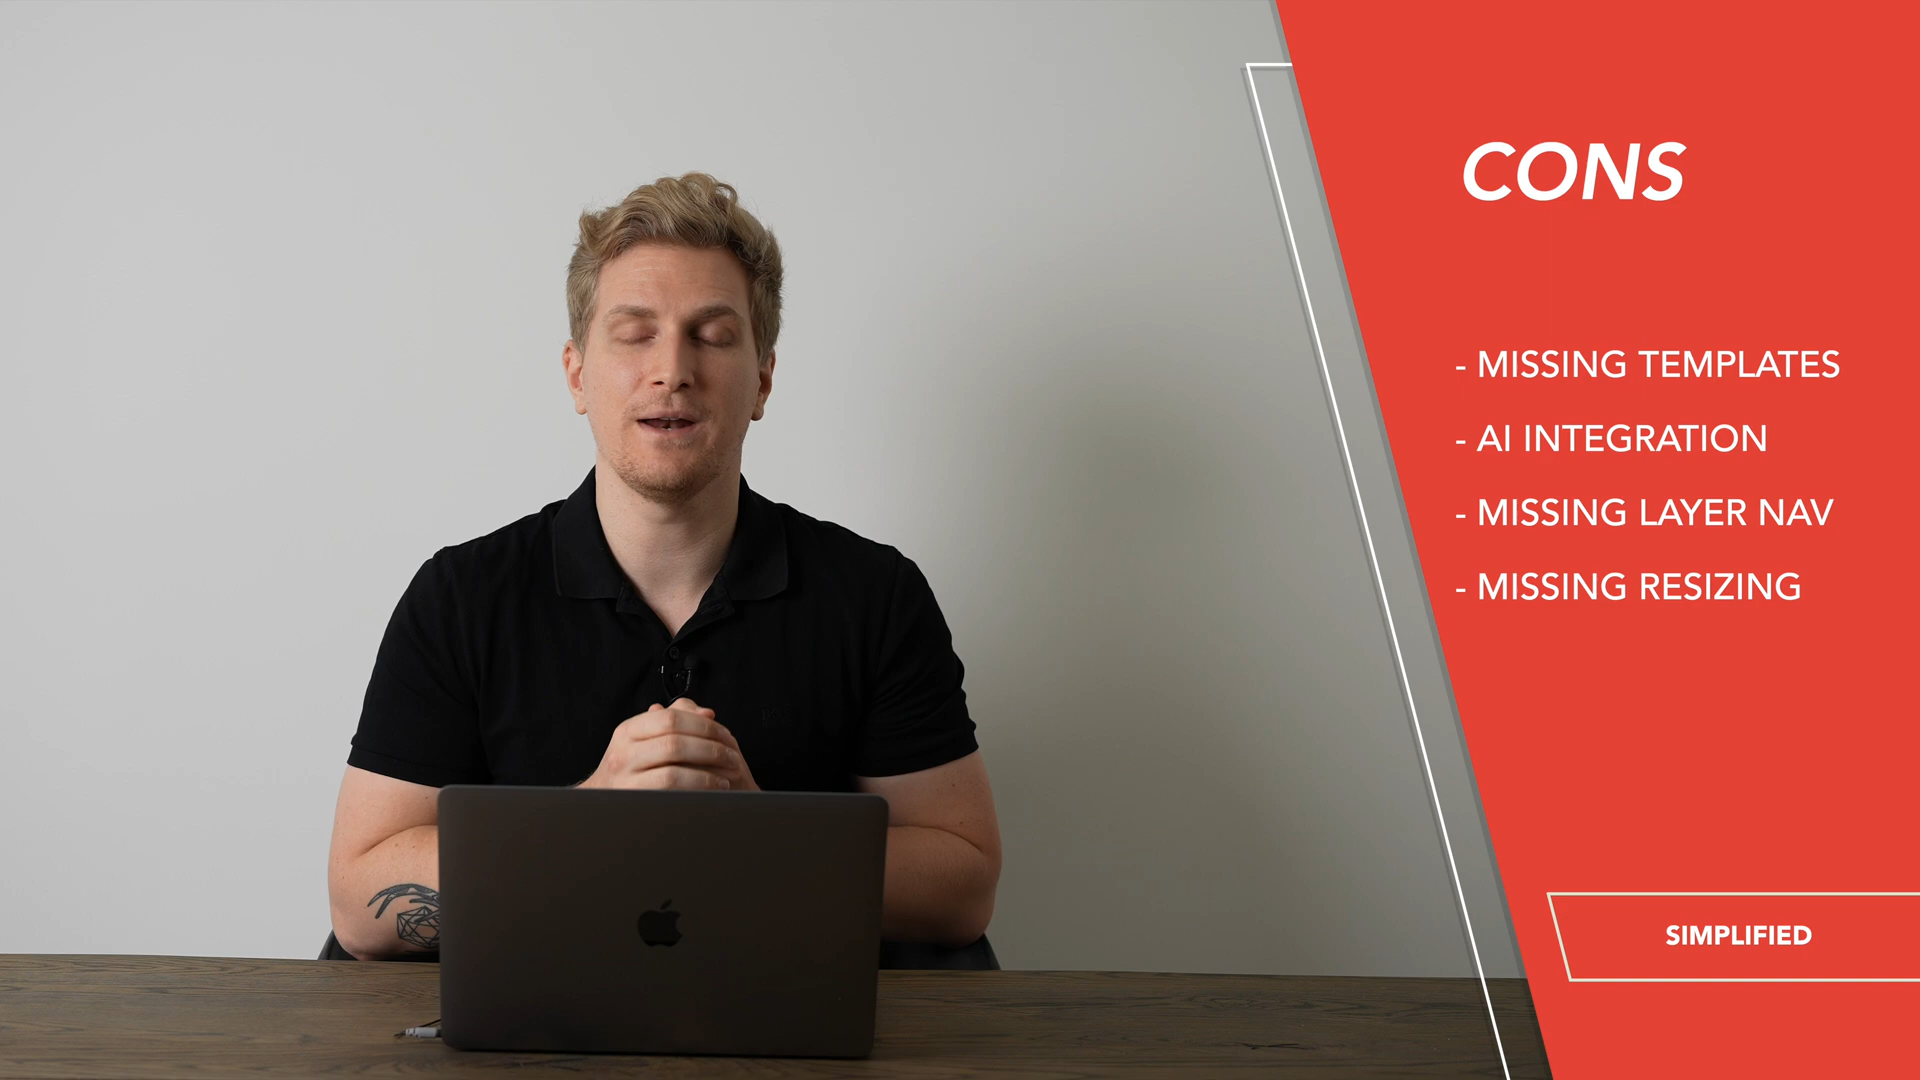 CONS
- MISSING TEMPLATES
- AI INTEGRATION
- MISSING LAYER NAV
- MISSING RESIZING
SIMPLIFIED